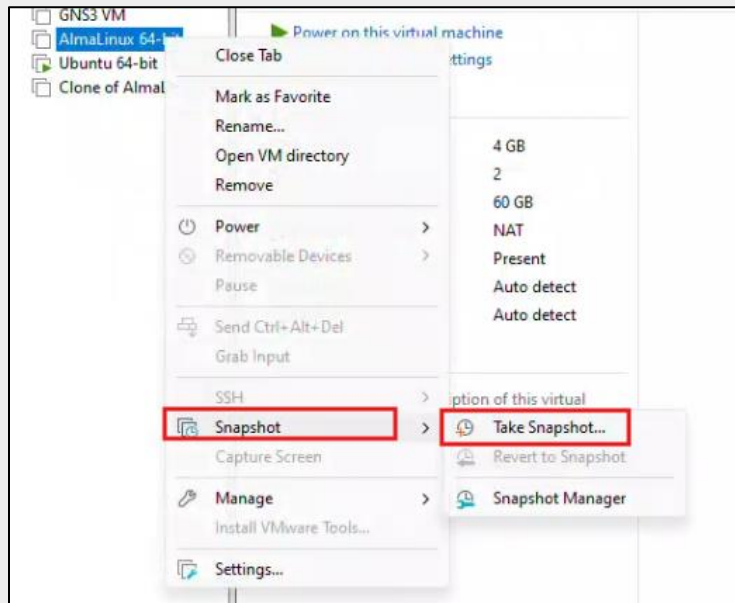 GNS3 VM
AlmaLinux 64-bit
Ubuntu 64-bit
Clone of Almal
Power on this virtual machine
ttings
Close Tab
Mark as Favorite
Rename...
Open VM directory
Remove
Power
Removable Devices
Pause
Send Ctrl+Alt+Del
Grab Input
SSH
Snapshot
Capture Screen
Manage
Install VMware Tools...
Settings...
4 GB
2
60 GB
NAT
Present
Auto detect
Auto detect
ption of this virtual
Take Snapshot...
Revert to Snapshot
Snapshot Manager